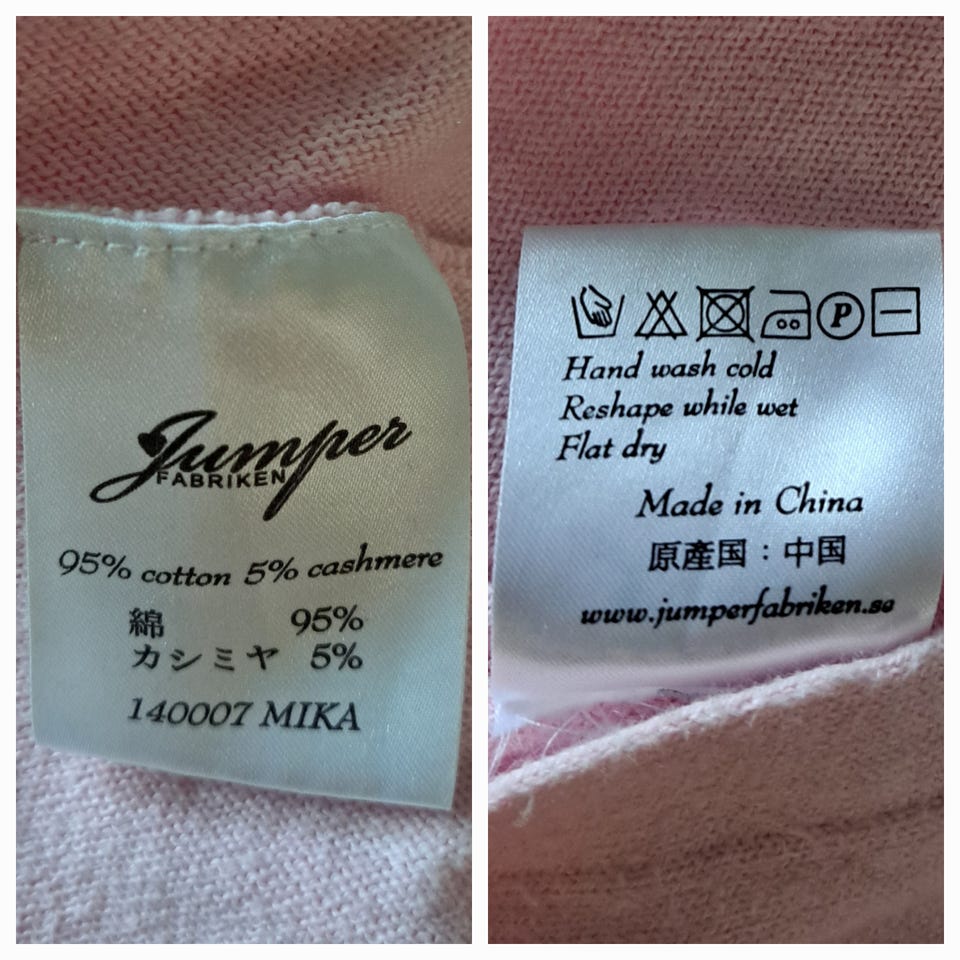 Jumper
FABRIKEN
95% cotton 5% cashmere
綿 95%
カシミヤ 5%
140007 MIKA
P
Hand wash cold
Reshape while wet
Flat dry
Made in China
原産国：中国
www.jumperfabriken.se